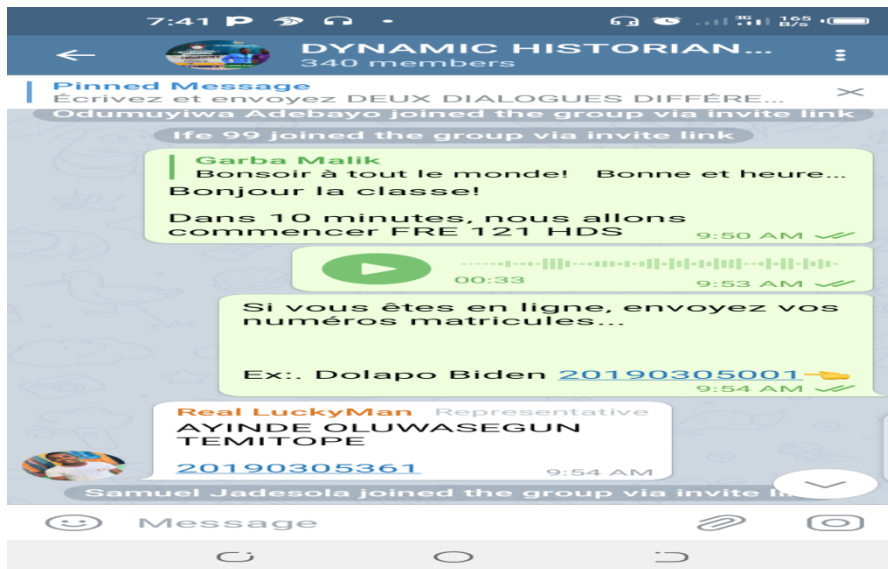 7:41
3G 165 B/s
DYNAMIC HISTORIAN...
340 members
Pinned Message
Écrivez et envoyez DEUX DIALOGUES DIFFÉRE...
Odumuyiwa Adebayo joined the group via invite link
Ife 99 joined the group via invite link
Garba Malik
Bonsoir à tout le monde! Bonne et heure...
Bonjour la classe!
Dans 10 minutes, nous allons
commencer FRE 121 HDS 9:50 AM
00:33 9:53 AM
Si vous êtes en ligne, envoyez vos
numéros matricules...
Ex:. Dolapo Biden 20190305001
9:54 AM
Real LuckyMan Representative
AYINDE OLUWASEGUN
TEMITOPE
20190305361 9:54 AM
Samuel Jadesola joined the group via invite
Message